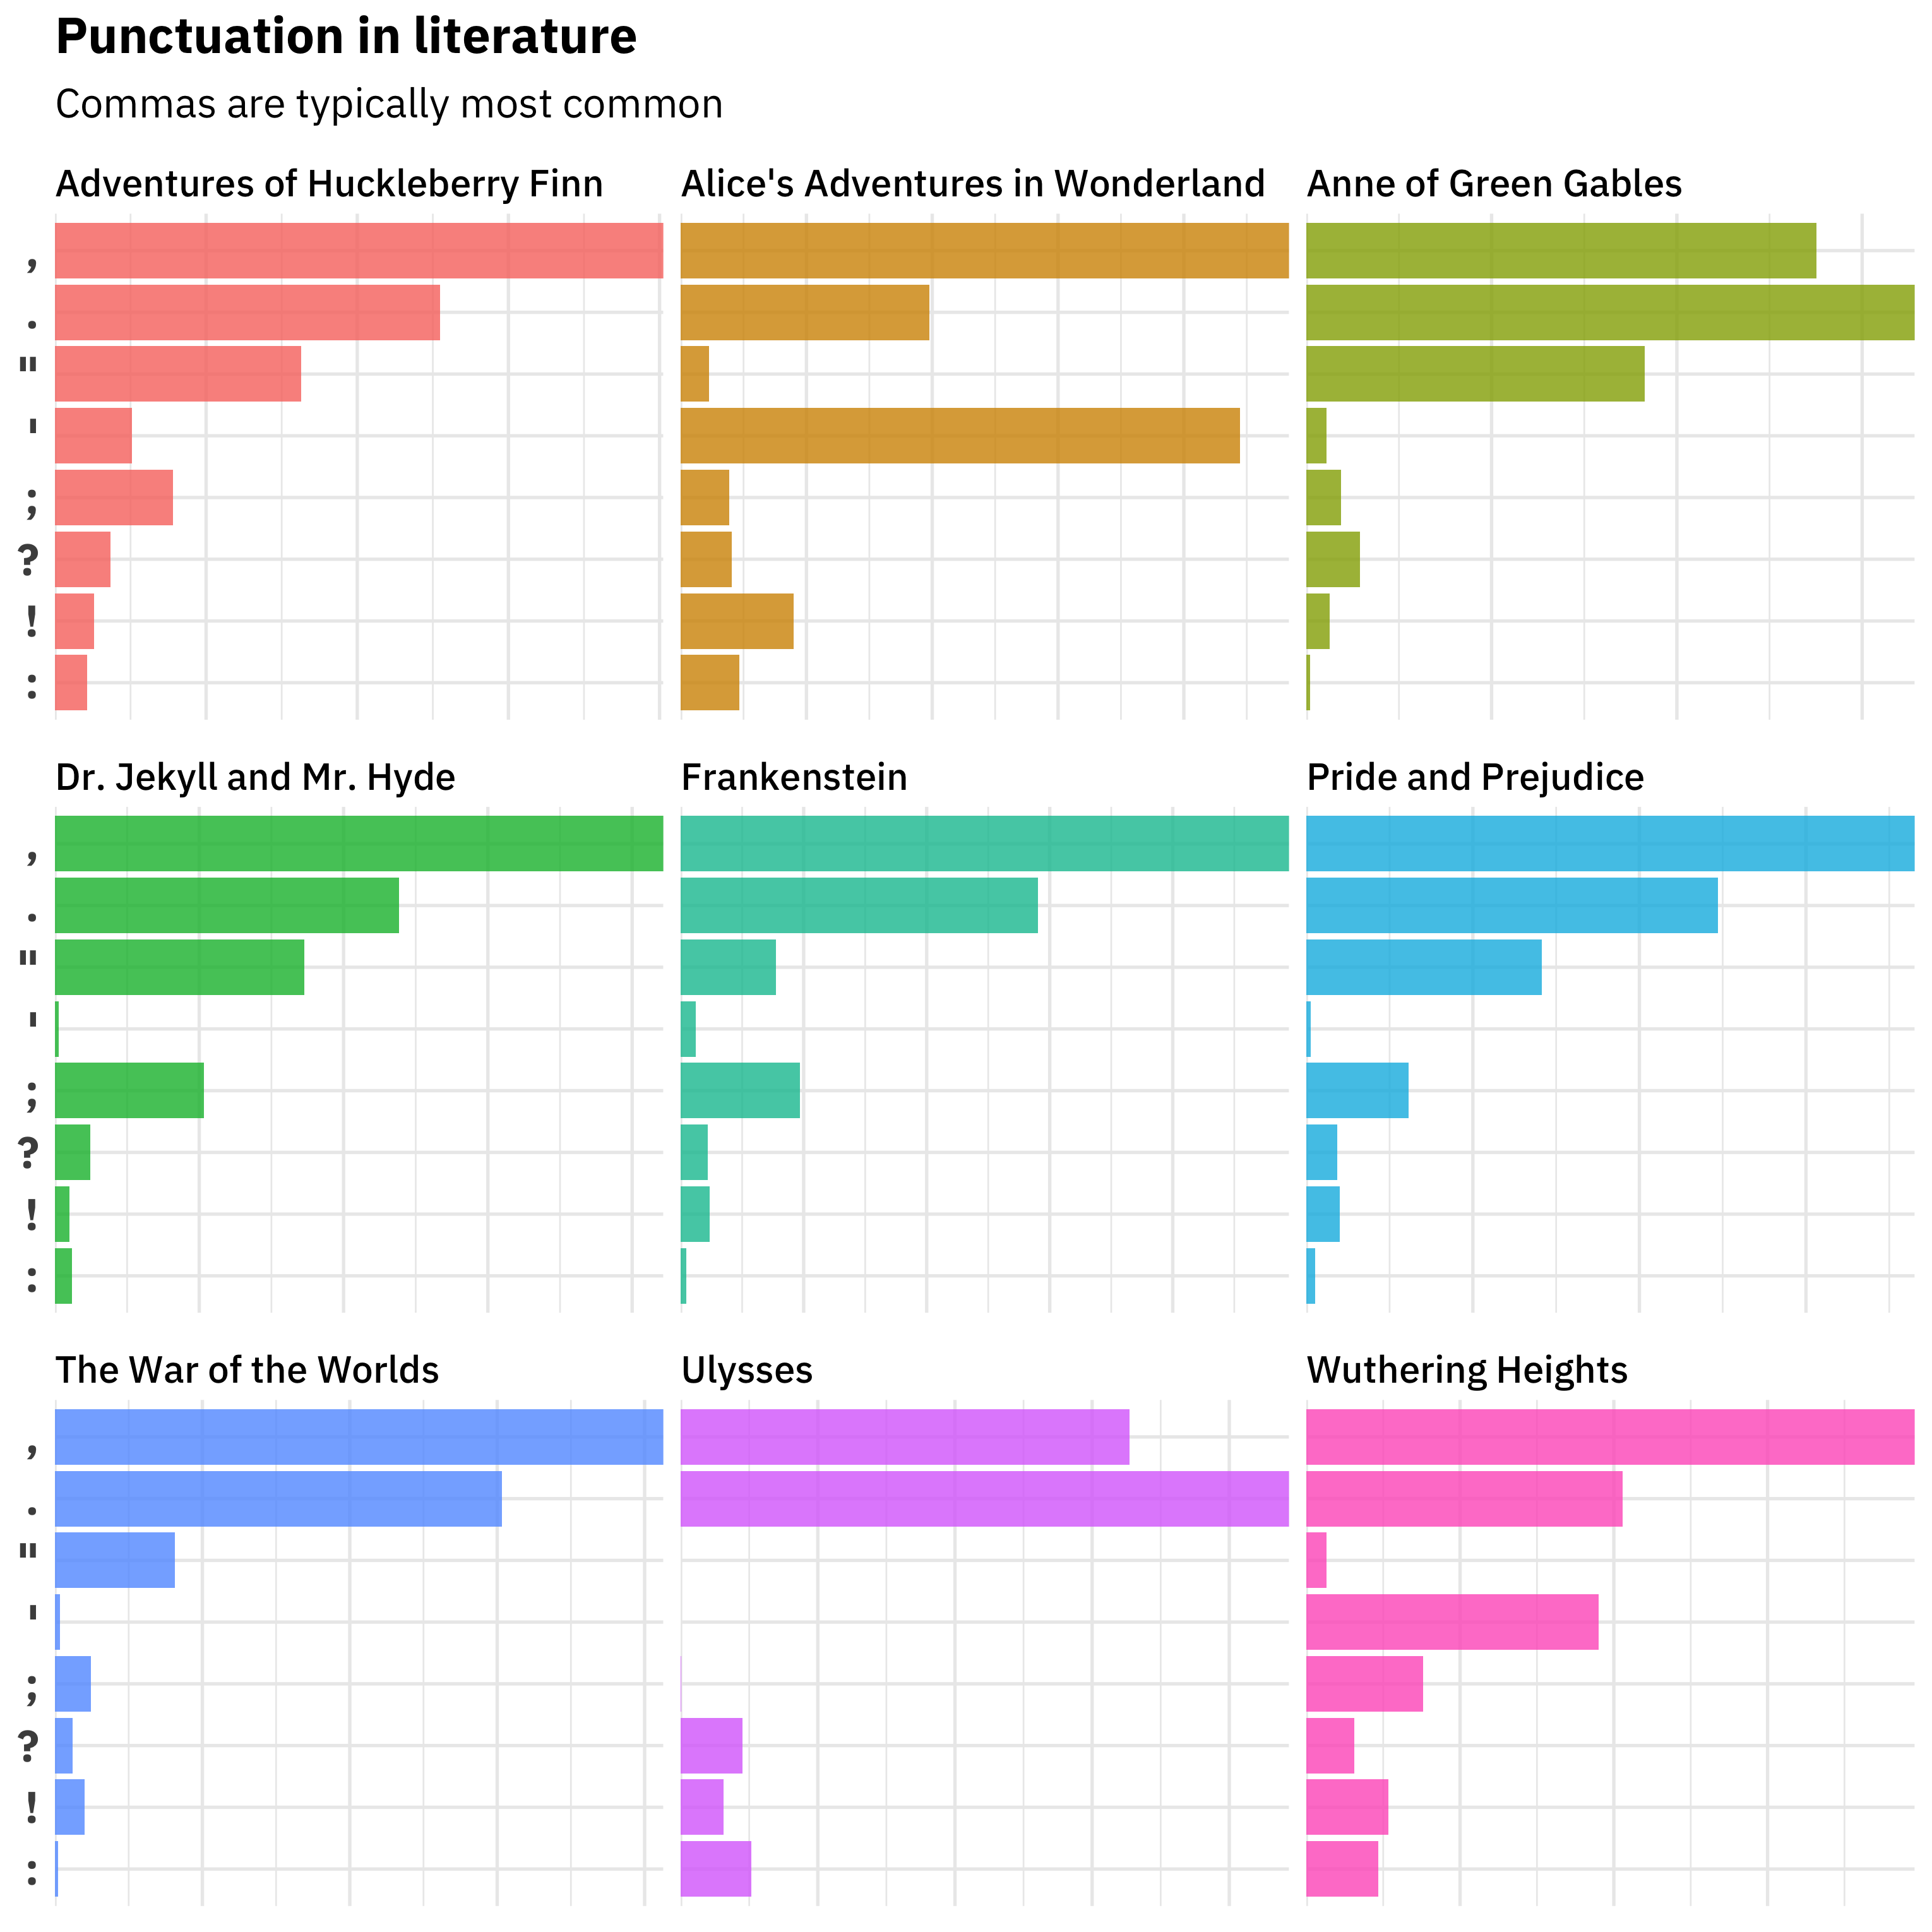 Punctuation in literature
Commas are typically most common
Adventures of Huckleberry Finn
Alice's Adventures in Wonderland
Anne of Green Gables
,
.
"
'
;
?
!
:
Dr. Jekyll and Mr. Hyde
Frankenstein
Pride and Prejudice
,
.
"
'
;
?
!
:
The War of the Worlds
Ulysses
Wuthering Heights
,
.
"
'
;
?
!
: